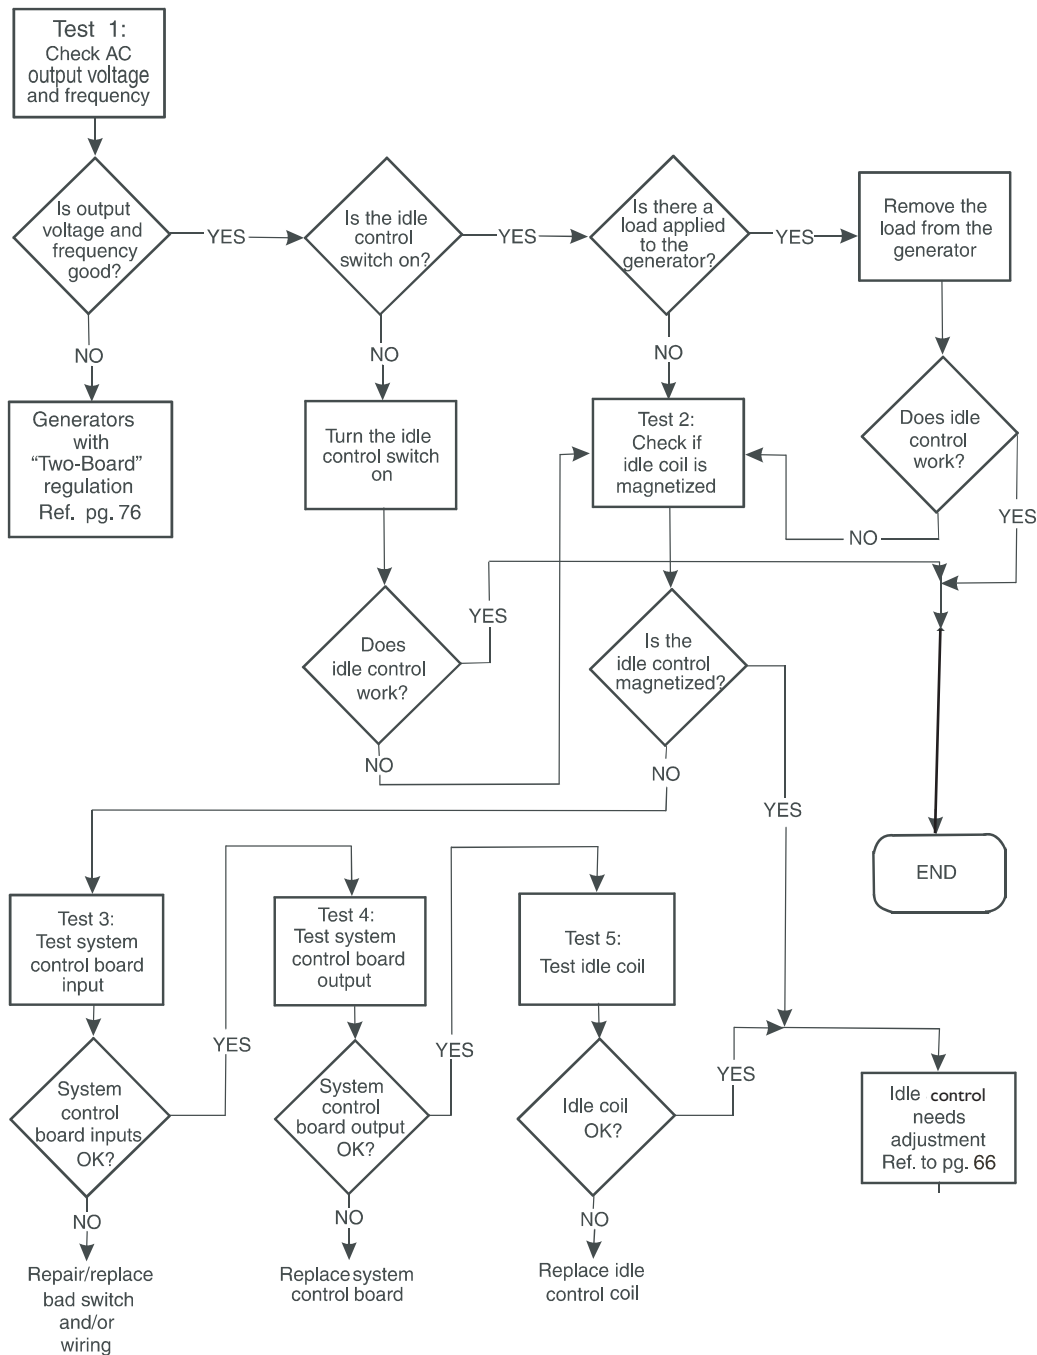 Test 1:
Check AC
output voltage
and frequency
Is output
voltage and
frequency
good?
YES
Is the idle
control
switch on?
YES
Is there a
load applied
to the
generator?
YES
Remove the
load from the
generator
NO
NO
NO
Generators
with
“Two-Board”
regulation
Ref. pg. 76
Turn the idle
control switch
on
Test 2:
Check if
idle coil is
magnetized
Does idle
control
work?
YES
NO
YES
Does
idle control
work?
Is the
idle control
magnetized?
NO
NO
YES
END
Test 3:
Test system
control board
input
Test 4:
Test system
control board
output
Test 5:
Test idle coil
YES
YES
YES
System
control
board inputs
OK?
System
control
board output
OK?
Idle coil
OK?
Idle control
needs
adjustment
Ref. to pg. 66
NO
NO
NO
Repair/replace
bad switch
and/or
wiring
Replace system
control board
Replace idle
control coil